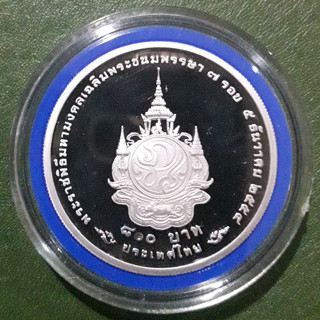 พระราชพิธีมหามงคลเฉลิมพระชนมพรรษา ๗ รอบ ๕ ธันวาคม ๒๕๕๔
๘๐๐ บาท
ประเทศไทย